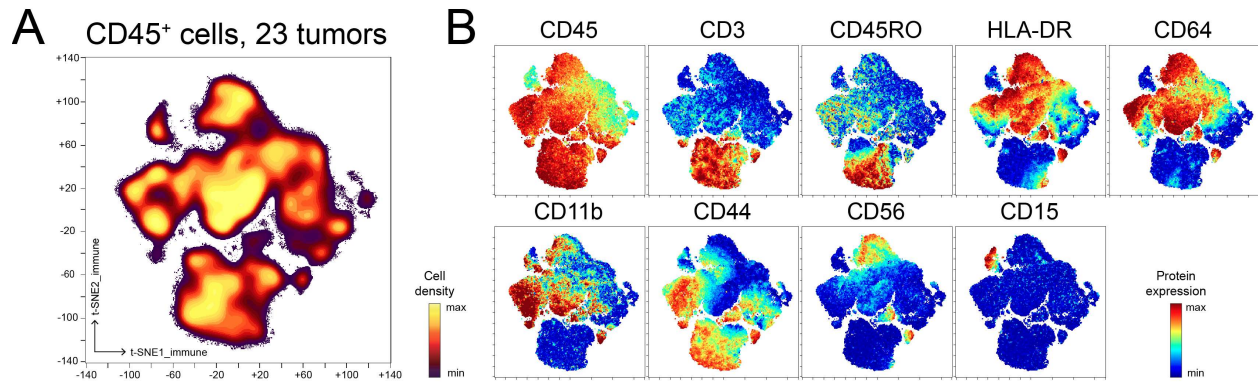 A
CD45⁺ cells, 23 tumors
+140
+100
+60
+20
-20
-60
-100
-140
-140
-100
-60
-20
+20
+60
+100
+140
t-SNE2_immune
t-SNE1_immune
Cell
density
max
min
B
CD45
CD3
CD45RO
HLA-DR
CD64
CD11b
CD44
CD56
CD15
Protein
expression
max
min